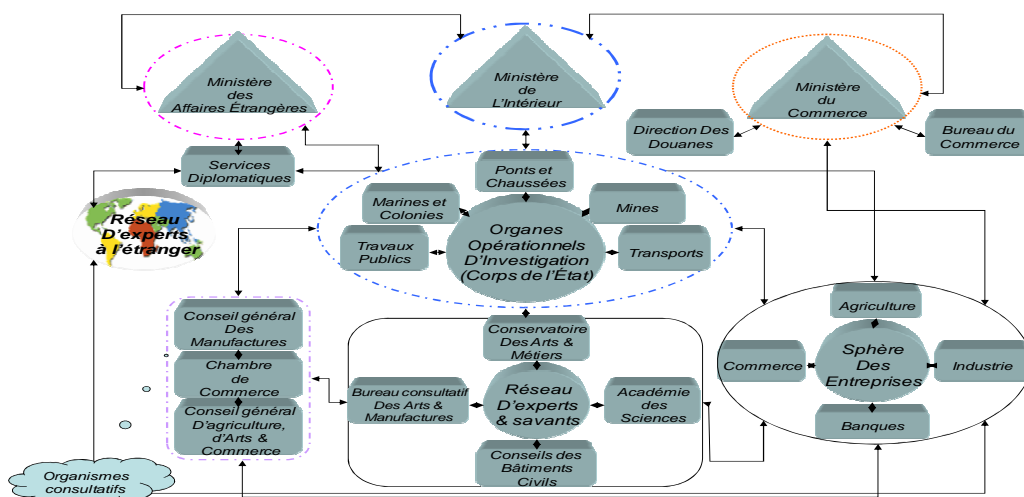 Ministère
des
Affaires Étrangères
Ministère
de
L'Intérieur
Ministère
du
Commerce
Direction Des
Douanes
Bureau du
Commerce
Services
Diplomatiques
Réseau
D'experts
à l'étranger
Ponts et
Chaussées
Marines et
Colonies
Mines
Travaux
Publics
Transports
Organes
Opérationnels
D'Investigation
(Corps de l'État)
Conseil général
Des
Manufactures
Chambre
de
Commerce
Conseil général
D'agriculture,
d'Arts &
Commerce
Conservatoire
Des Arts &
Métiers
Bureau consultatif
Des Arts &
Manufactures
Réseau
D'experts
& savants
Académie
des
Sciences
Conseils des
Bâtiments
Civils
Agriculture
Commerce
Sphère
Des
Entreprises
Industrie
Banques
Organismes
consultatifs